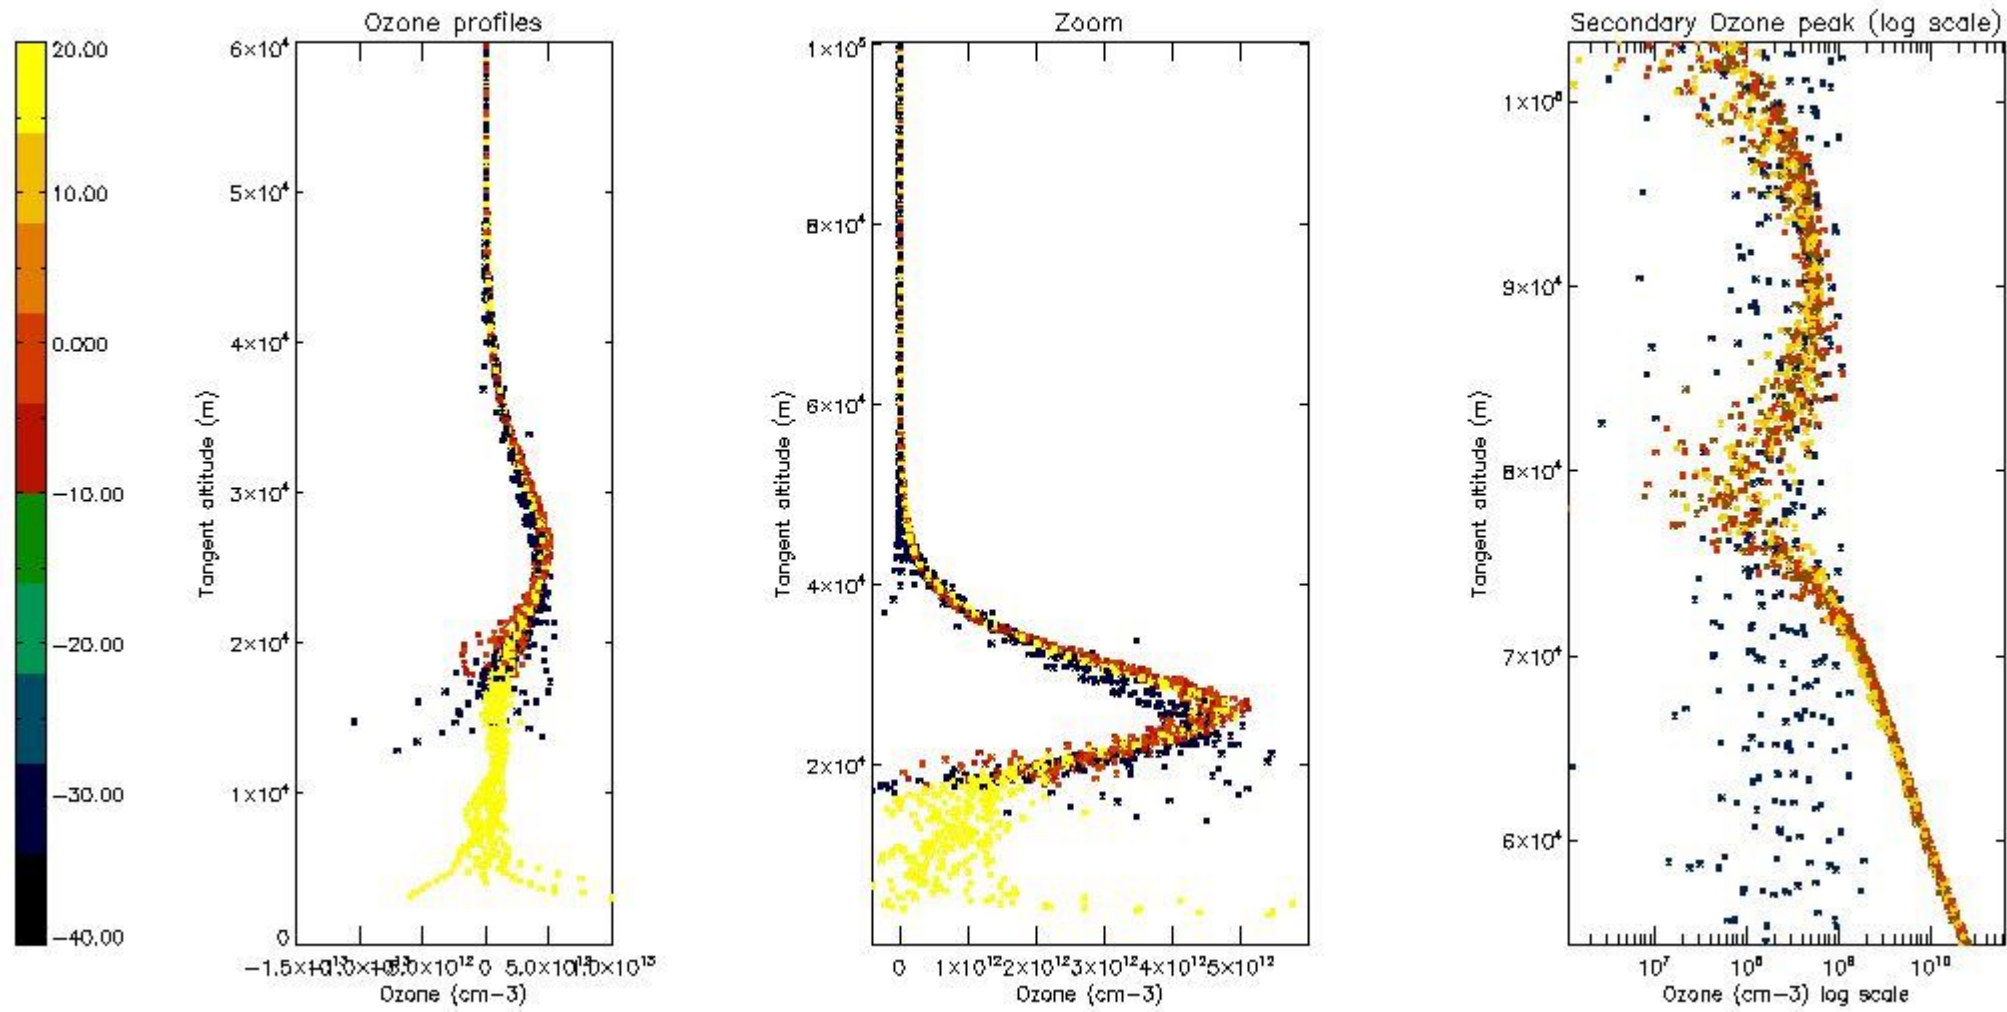 Ozone profiles
Zoom
Secondary Ozone peak (log scale)
20.00
10.00
0.000
−10.00
−20.00
−30.00
−40.00
6×10⁴
5×10⁴
4×10⁴
3×10⁴
2×10⁴
1×10⁴
0
Tangent altitude (m)
0
Ozone (cm−3)
1×10⁵
8×10⁴
6×10⁴
4×10⁴
2×10⁴
Tangent altitude (m)
0 1×10¹² 2×10¹² 3×10¹² 4×10¹² 5×10¹²
Ozone (cm−3)
9×10⁴
8×10⁴
7×10⁴
6×10⁴
Tangent altitude (m)
10⁷ 10⁸ 10⁹ 10¹⁰
Ozone (cm−3) log scale